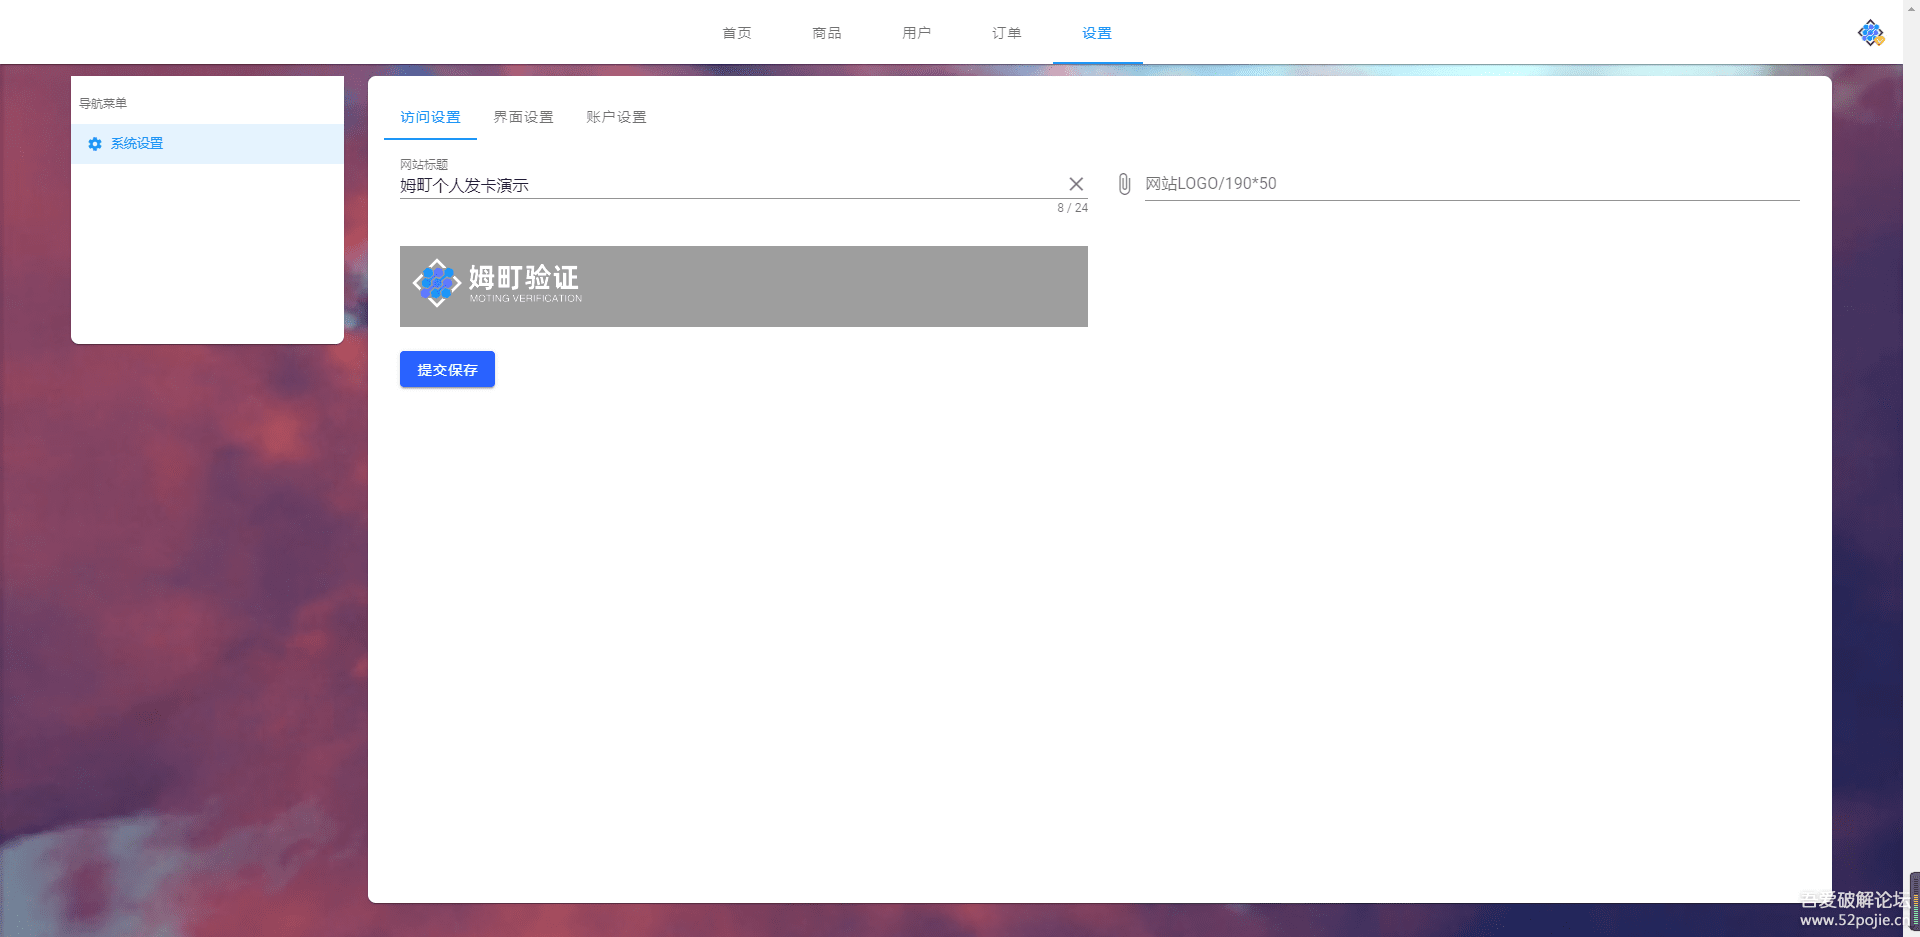 首页 商品 用户 订单 设置
导航菜单
系统设置
访问设置 界面设置 账户设置
网站标题
姆町个人发卡演示
8 / 24
网站LOGO/190*50
姆町验证
MOTING VERIFICATION
提交保存
吾爱破解论坛
www.52pojie.cn